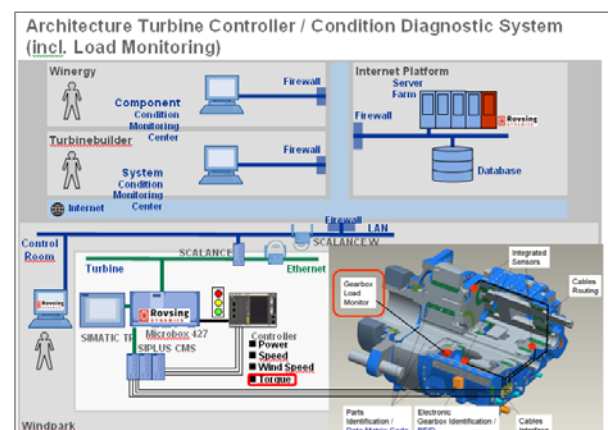 Architecture Turbine Controller / Condition Diagnostic System
(incl. Load Monitoring)
Winergy
Firewall
Component
Condition
Monitoring
Center
Turbinebuilder
Firewall
System
Condition
Monitoring
Center
Internet
Internet Platform
Server
Farm
Firewall
Rovsing
Database
Firewall
LAN
Control
Room
SCALANCE
SCALANCE W
Turbine
Ethernet
Rovsing
Rovsing
DYNAMICS
SIMATIC TP
Microbox 427
SIPLUS CMS
Controller
Power
Speed
Wind Speed
Torque
Integrated
Sensors
Cables
Routing
Gearbox
Load
Monitor
Parts
Identification /
Electronic
Gearbox Identification /
Cables
Windpark